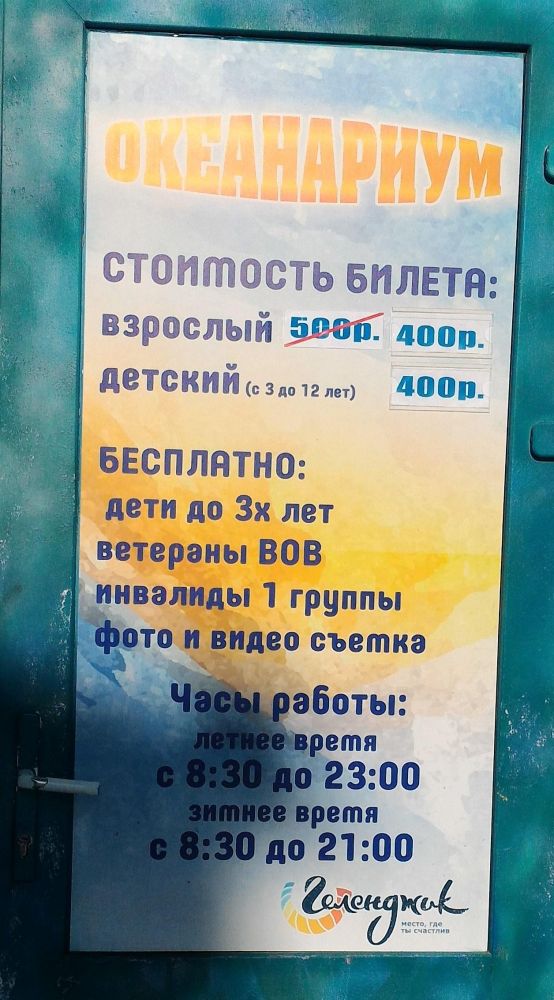 ОКЕАНАРИУМ
СТОИМОСТЬ БИЛЕТА:
взрослый 500р. 400р.
детский (с 3 до 12 лет) 400р.
БЕСПЛАТНО:
дети до 3х лет
ветераны ВОВ
инвалиды 1 группы
фото и видео съемка
Часы работы:
летнее время
с 8:30 до 23:00
зимнее время
с 8:30 до 21:00
Геленджик
место, где
ты счастлив